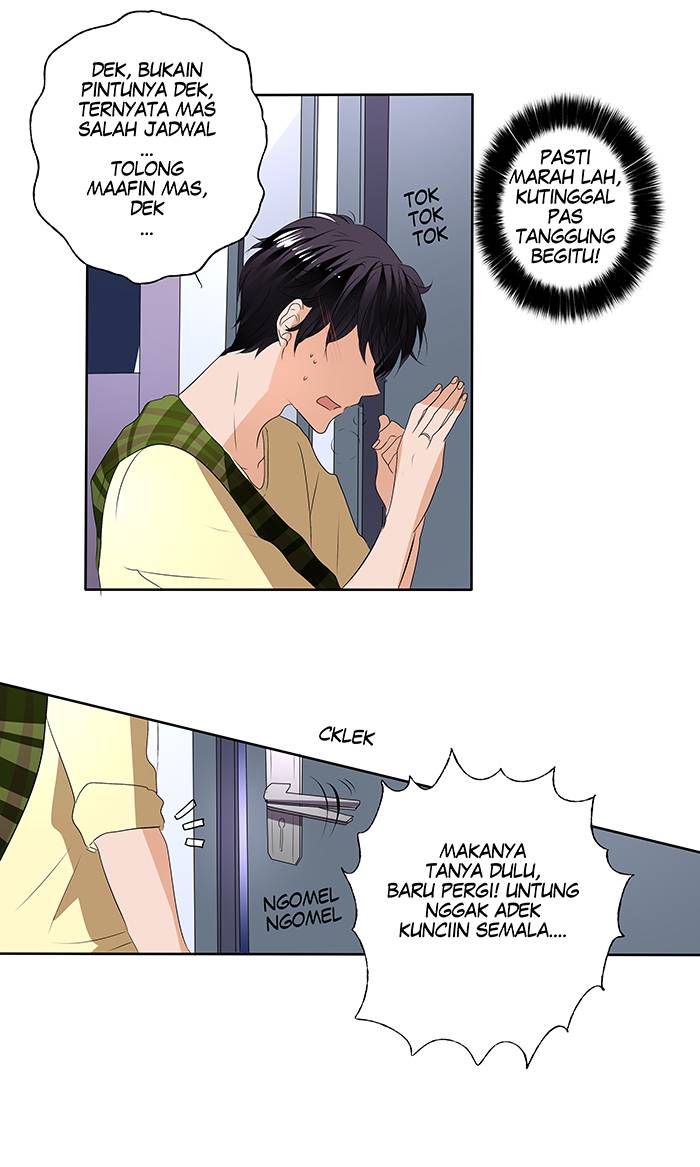 DEK, BUKAIN
PINTUNYA DEK,
TERNYATA MAS
SALAH JADWAL
...
TOLONG
MAAFIN MAS,
DEK
...
PASTI
MARAH LAH,
KUTINGGAL
PAS
TANGGUNG
BEGITU!
TOK
TOK
TOK
CKLEK
NGOMEL
NGOMEL
MAKANYA
TANYA DULU,
BARU PERGI! UNTUNG
NGGAK ADEK
KUNCIIN SEMALA....